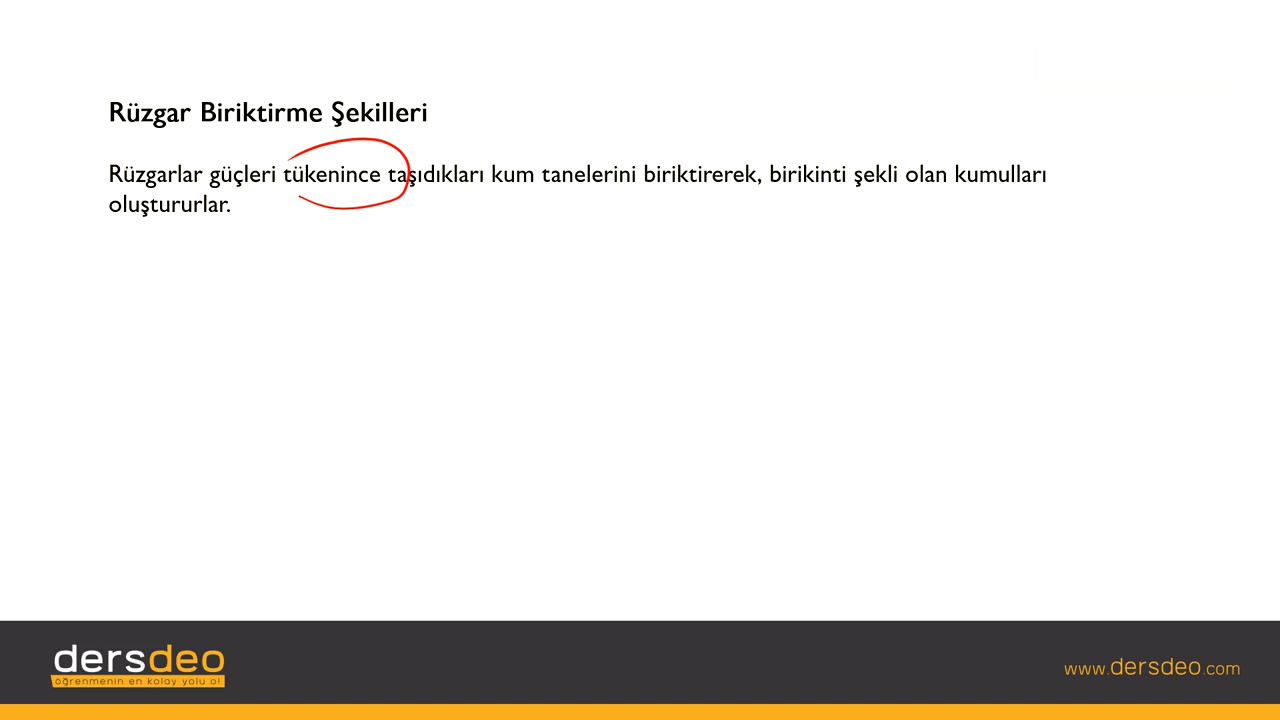 Rüzgar Biriktirme Şekilleri
Rüzgarlar güçleri tükenince taşıdıkları kum tanelerini biriktirerek, birikinti şekli olan kumulları
oluştururlar.
dersdeo
öğrenmenin en kolay yolu o!
www.dersdeo.com